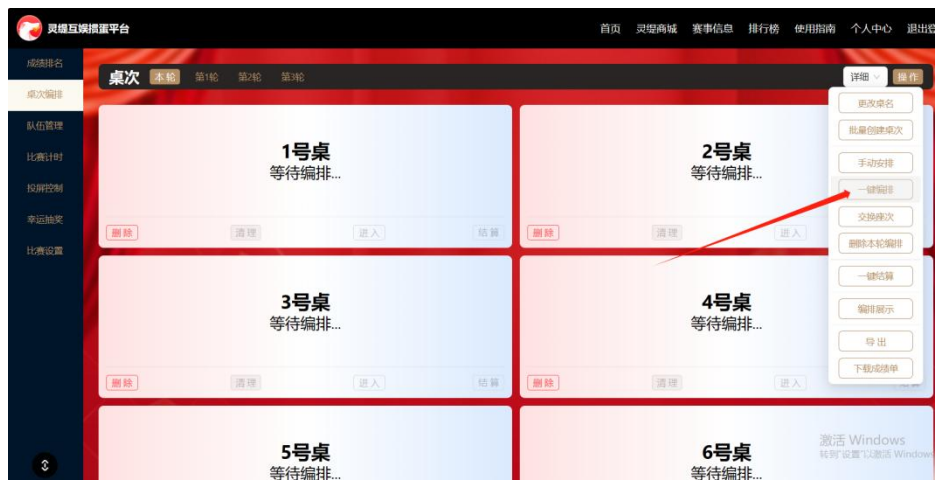 灵缇互娱掼蛋平台
首页 灵缇商城 赛事信息 排行榜 使用指南 个人中心 退出登
成绩排名
桌次编排
队伍管理
比赛计时
投屏控制
幸运抽奖
比赛设置
桌次 本轮 第1轮 第2轮 第3轮 详细 操作
更改桌名
批量创建桌次
手动安排
一键编排
交换座次
删除本轮编排
一键结算
编排展示
导出
下载成绩单
1号桌
等待编排...
删除 清理 进入 结算
2号桌
等待编排...
删除 清理 进入
3号桌
等待编排...
删除 清理 进入 结算
4号桌
等待编排...
删除 清理 进入
5号桌
等待编排...
6号桌
等待编排...
激活 Windows
转到"设置"以激活 Windows